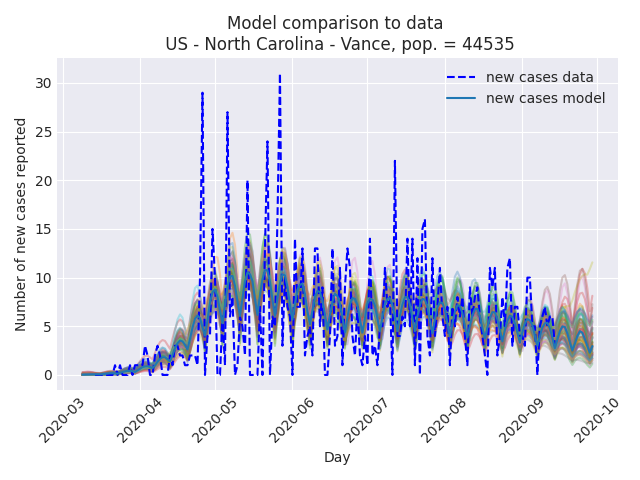 Model comparison to data
US - North Carolina - Vance, pop. = 44535
new cases data
new cases model
Number of new cases reported
30
25
20
15
10
5
0
2020-03
2020-04
2020-05
2020-06
2020-07
2020-08
2020-09
2020-10
Day